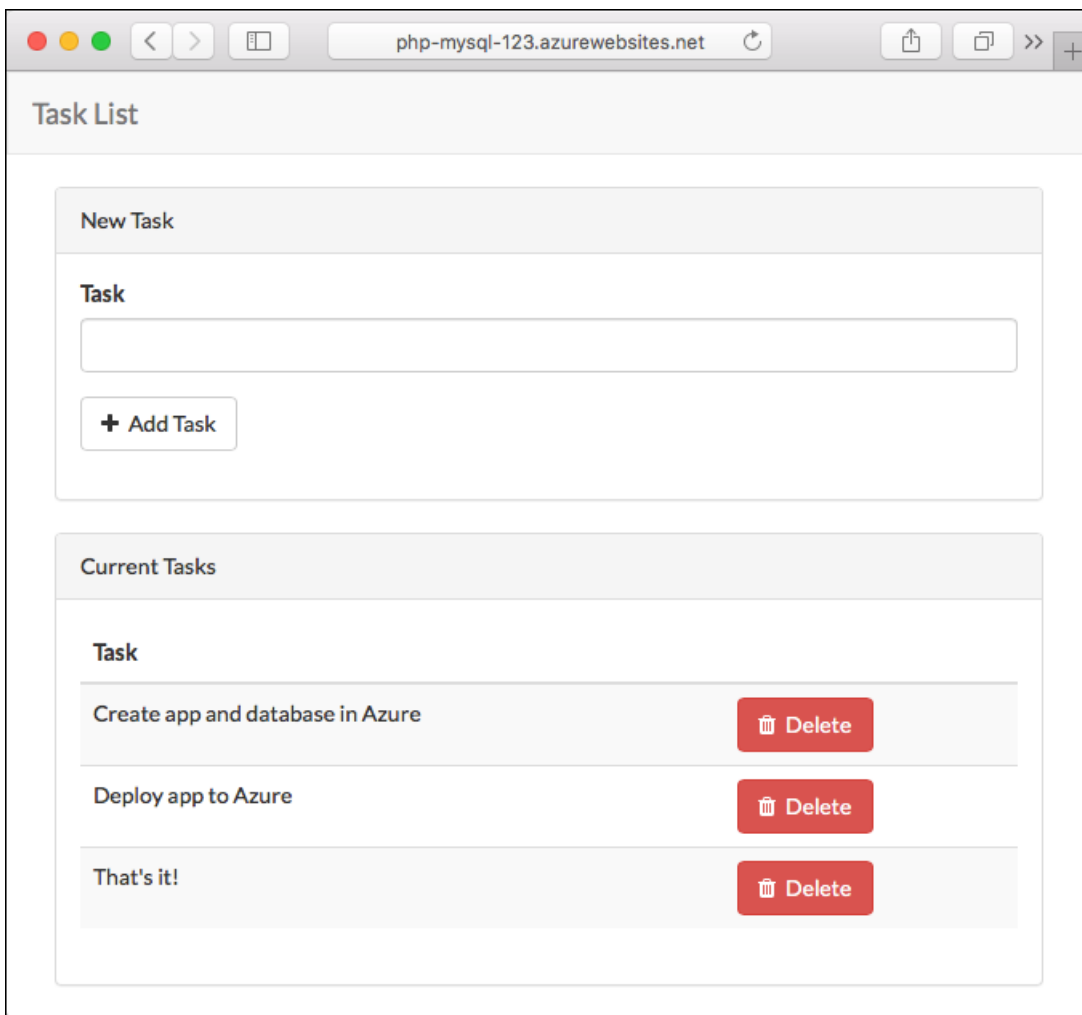 php-mysql-123.azurewebsites.net
Task List
New Task
Task
+ Add Task
Current Tasks
Task
Create app and database in Azure
Delete
Deploy app to Azure
Delete
That's it!
Delete